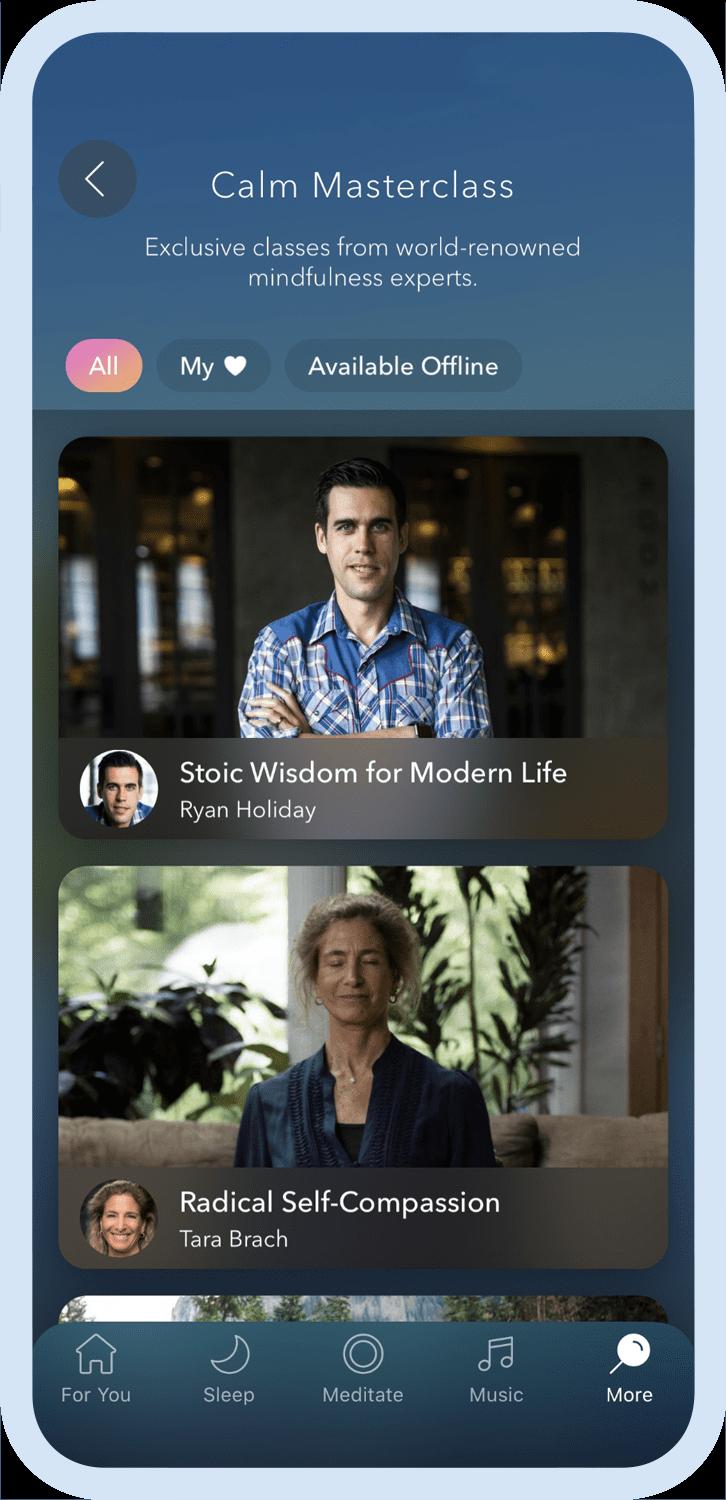 Calm Masterclass
Exclusive classes from world-renowned
mindfulness experts.
All
My
Available Offline
Stoic Wisdom for Modern Life
Ryan Holiday
Radical Self-Compassion
Tara Brach
For You
Sleep
Meditate
Music
More